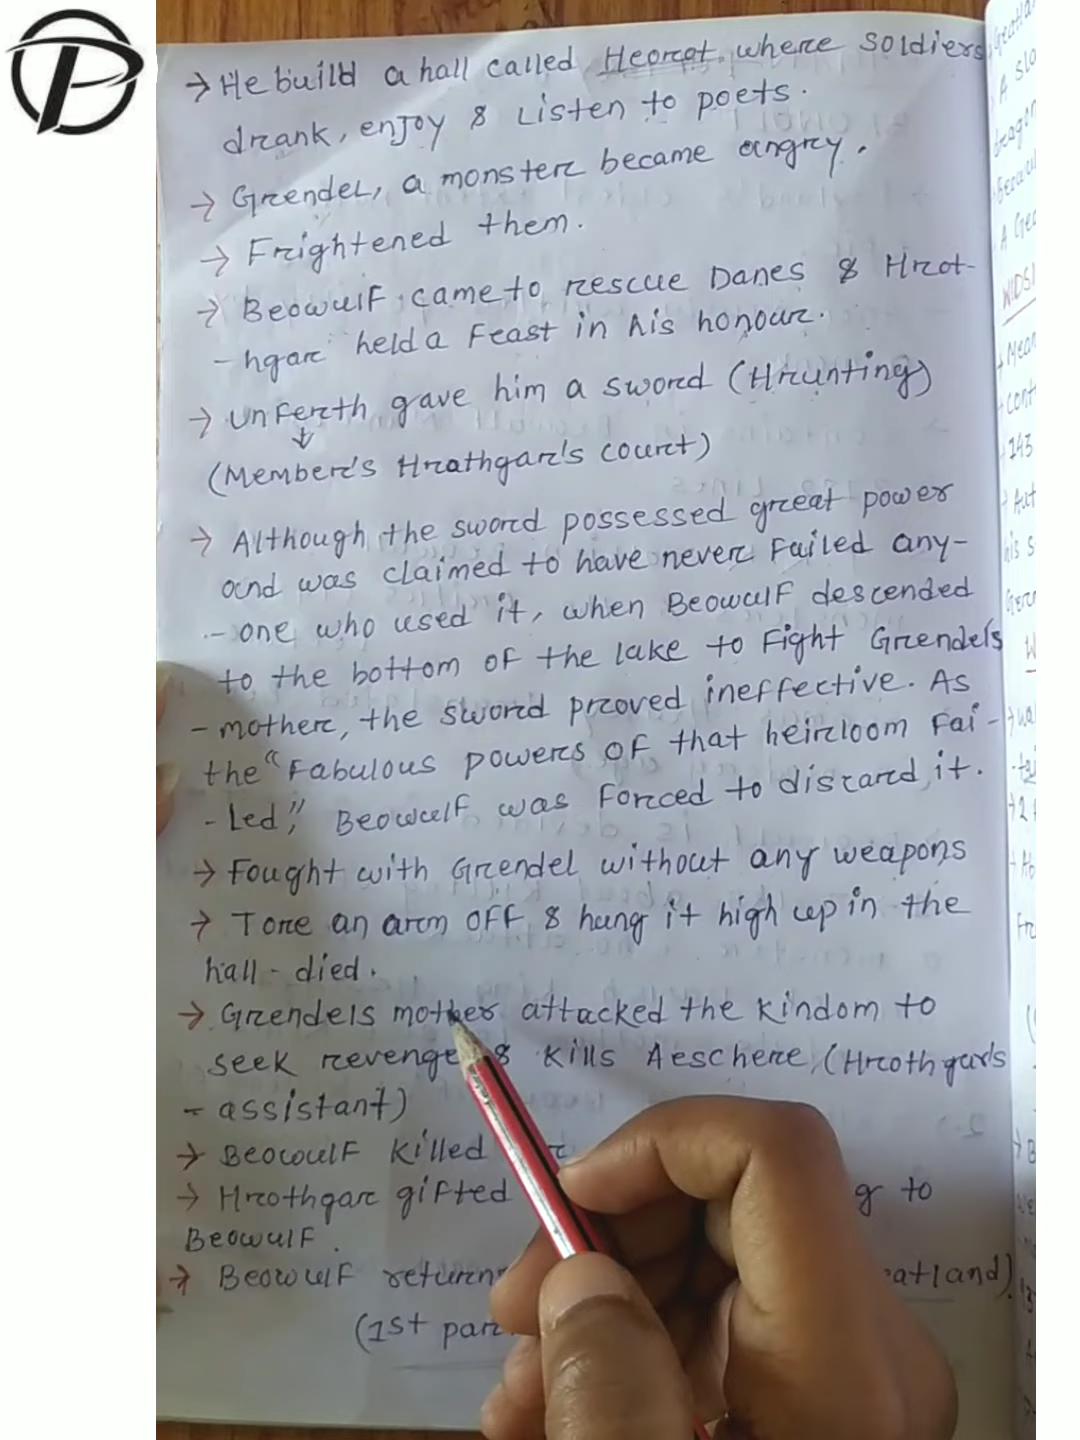 → He build a hall called Heorot where soldiers
drank, enjoy & Listen to poets.
→ Grendel, a monster became angry.
→ Frightened them.
→ Beowulf came to rescue Danes & Hrot-
- hgar held a Feast in his honour.
→ Unferth gave him a sword (Hrunting)
↓
(Member's Hrathgar's court)
→ Although the sword possessed great power
and was claimed to have never failed any-
- one who used it, when Beowulf descended
to the bottom of the lake to Fight Grendel's
- mother, the sword proved ineffective. As
the "Fabulous powers of that heirloom Fai-
- Led," Beowulf was Forced to discard it.
→ Fought with Grendel without any weapons
→ Tore an arm OFF & hung it high up in the
hall - died.
→ Grendels mother attacked the Kindom to
seek revenge & Kills Aeschere (Hrothgar's
- assistant)
→ Beowulf Killed
→ Hrothgar gifted to
Beowulf.
→ Beowulf
(1st